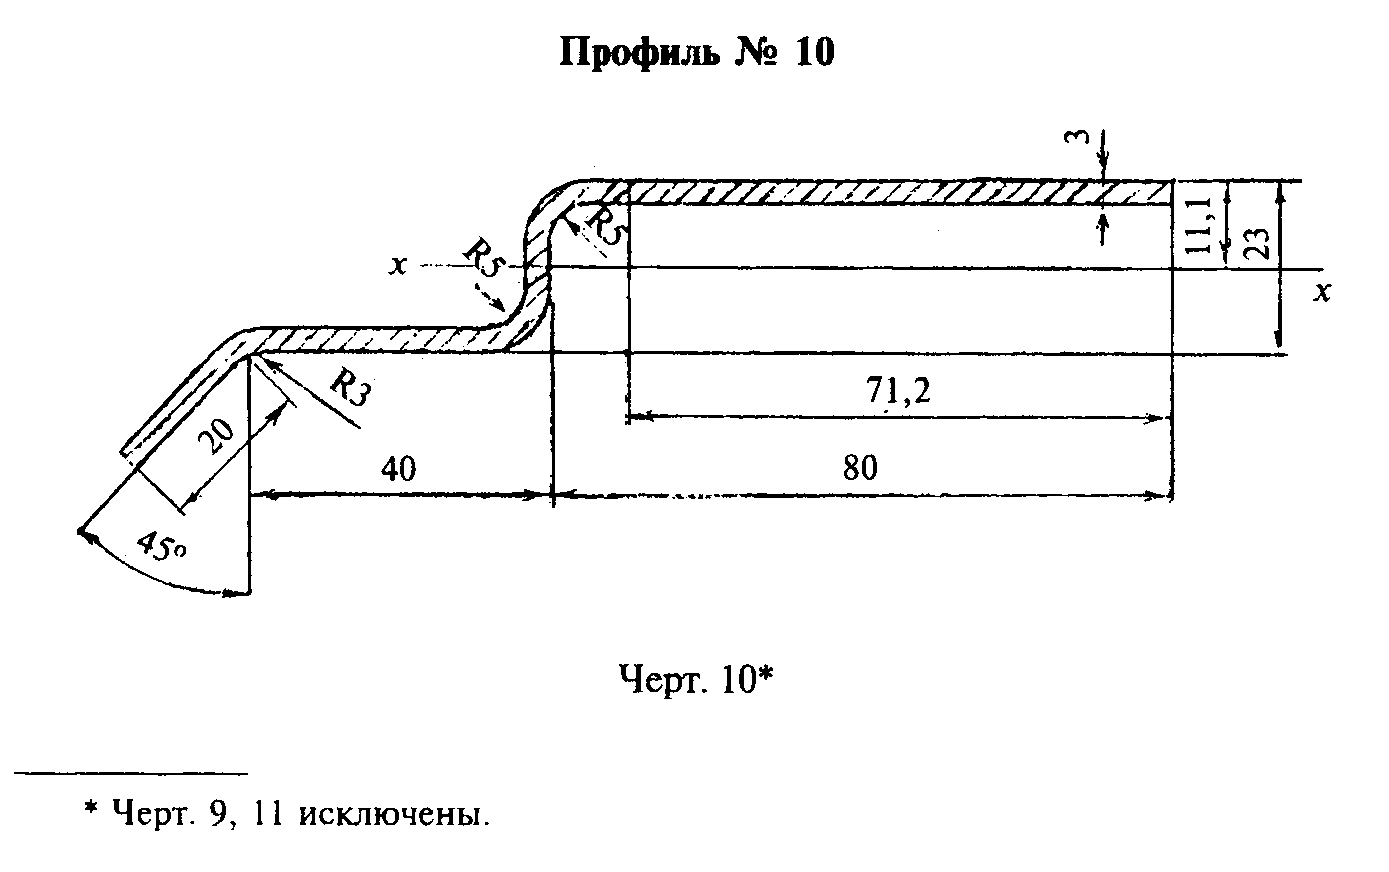 Профиль № 10
3
R5
R5
x
11,1
23
x
R3
71,2
20
40
80
45°
Черт. 10*
* Черт. 9, 11 исключены.